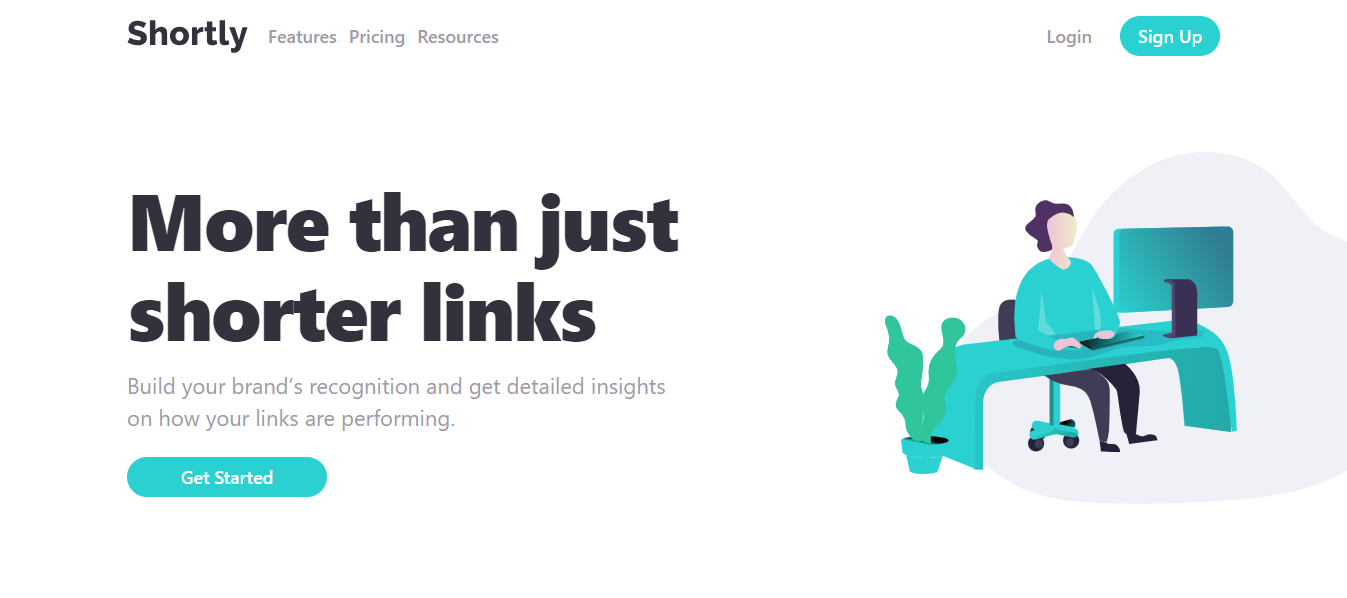 Shortly Features Pricing Resources Login Sign Up
More than just
shorter links
Build your brand’s recognition and get detailed insights
on how your links are performing.
Get Started